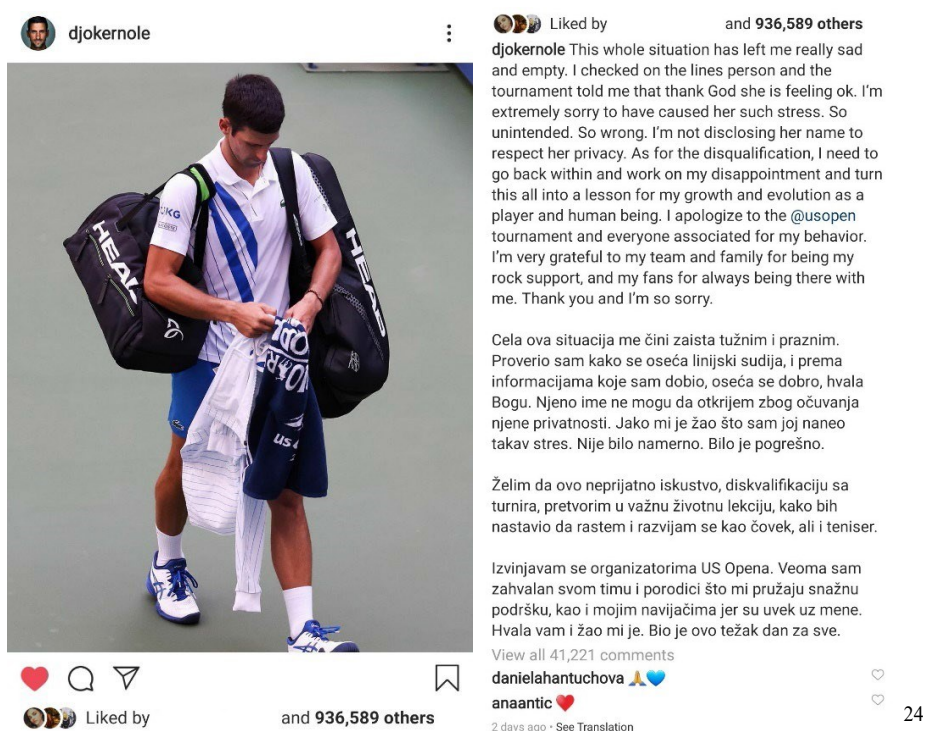 djokernole
UKG
HEAD
HEAD
US
Liked by and 936,589 others
Liked by and 936,589 others
djokernole This whole situation has left me really sad
and empty. I checked on the lines person and the
tournament told me that thank God she is feeling ok. I'm
extremely sorry to have caused her such stress. So
unintended. So wrong. I'm not disclosing her name to
respect her privacy. As for the disqualification, I need to
go back within and work on my disappointment and turn
this all into a lesson for my growth and evolution as a
player and human being. I apologize to the @usopen
tournament and everyone associated for my behavior.
I'm very grateful to my team and family for being my
rock support, and my fans for always being there with
me. Thank you and I'm so sorry.
Cela ova situacija me čini zaista tužnim i praznim.
Proverio sam kako se oseća linijski sudija, i prema
informacijama koje sam dobio, oseća se dobro, hvala
Bogu. Njeno ime ne mogu da otkrijem zbog očuvanja
njene privatnosti. Jako mi je žao što sam joj naneo
takav stres. Nije bilo namerno. Bilo je pogrešno.
Želim da ovo neprijatno iskustvo, diskvalifikaciju sa
turnira, pretvorim u važnu životnu lekciju, kako bih
nastavio da rastem i razvijam se kao čovek, ali i teniser.
Izvinjavam se organizatorima US Opena. Veoma sam
zahvalan svom timu i porodici što mi pružaju snažnu
podršku, kao i mojim navijačima jer su uvek uz mene.
Hvala vam i žao mi je. Bio je ovo težak dan za sve.
View all 41,221 comments
danielahantuchova 🙏💙
anaantic ❤️
2 days ago • See Translation
24